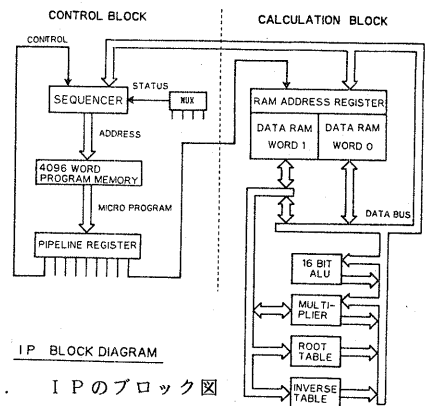 CONTROL BLOCK
CALCULATION BLOCK
CONTROL
SEQUENCER
STATUS
MUX
ADDRESS
4096 WORD
PROGRAM MEMORY
MICRO PROGRAM
PIPELINE REGISTER
RAM ADDRESS REGISTER
DATA RAM
WORD 1
DATA RAM
WORD 0
DATA BUS
16 BIT
ALU
MULTI-
PLIER
ROOT
TABLE
INVERSE
TABLE
IP BLOCK DIAGRAM
. IPのブロック図